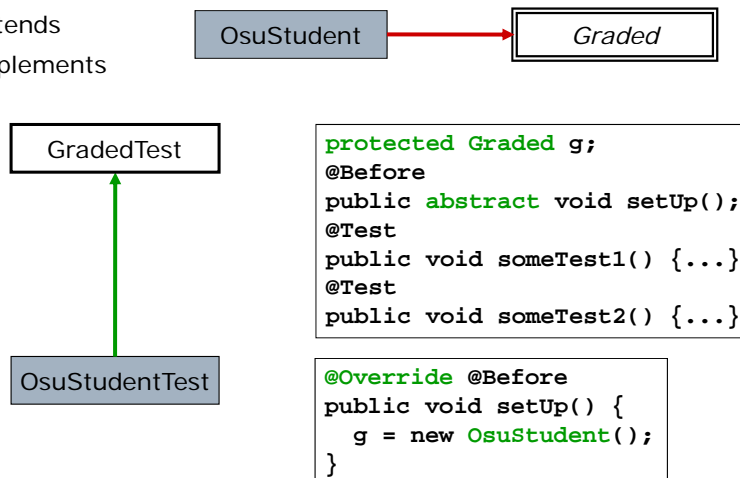 tends
plements
OsuStudent
Graded
GradedTest
protected Graded g;
@Before
public abstract void setUp();
@Test
public void someTest1() {...}
@Test
public void someTest2() {...}
OsuStudentTest
@Override @Before
public void setUp() {
g = new OsuStudent();
}